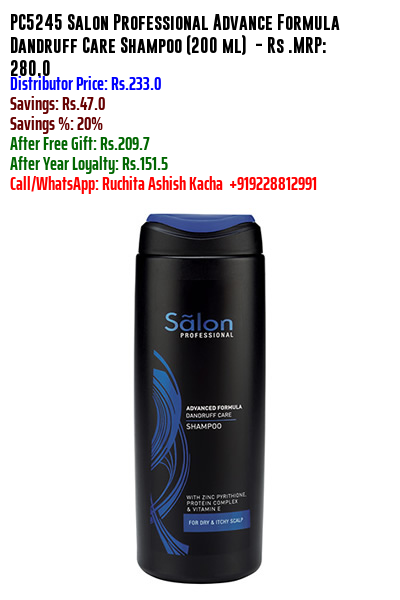 PC5245 Salon Professional Advance Formula
Dandruff Care Shampoo (200 ml) - Rs .MRP:
280.0
Distributor Price: Rs.233.0
Savings: Rs.47.0
Savings %: 20%
After Free Gift: Rs.209.7
After Year Loyalty: Rs.151.5
Call/WhatsApp: Ruchita Ashish Kacha +919228812991
Sãlon
PROFESSIONAL
ADVANCED FORMULA
DANDRUFF CARE
SHAMPOO
WITH ZINC PYRITHIONE,
PROTEIN COMPLEX
& VITAMIN E
FOR DRY & ITCHY SCALP